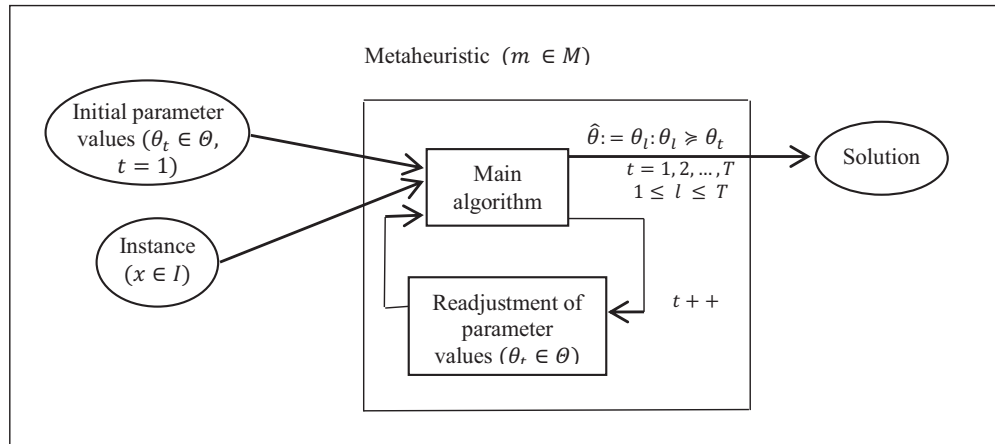 Metaheuristic (m ∈ M)
Initial parameter
values (θ_t ∈ Θ,
t = 1)
Instance
(x ∈ I)
Main
algorithm
θ̂: = θ_l: θ_l ≽ θ_t
t = 1, 2, … , T
1 ≤ l ≤ T
Solution
Readjustment of
parameter
values (θ_t ∈ Θ)
t + +